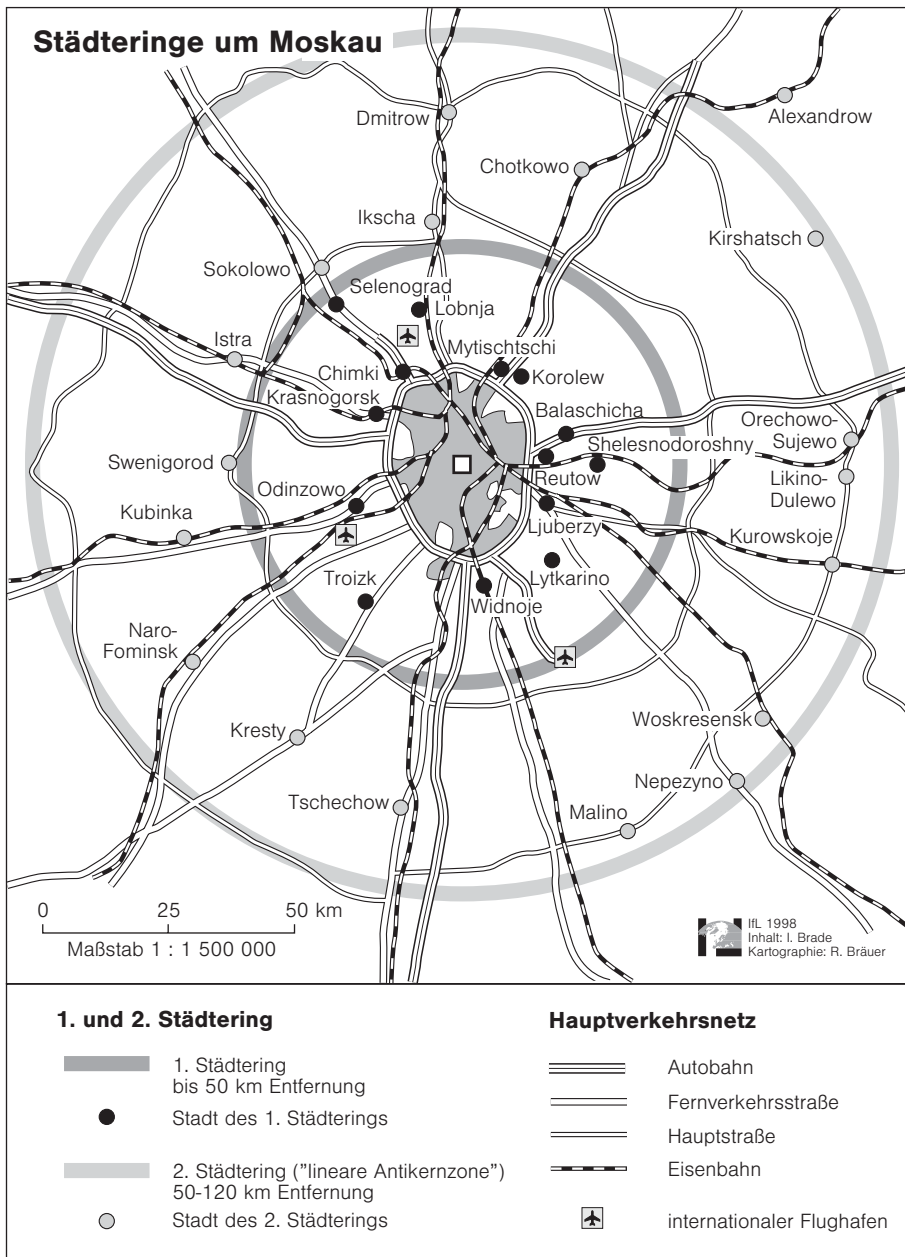 Städteringe um Moskau
Dmitrow
Alexandrow
Chotkowo
Ikscha
Kirshatsch
Sokolowo
Selenograd
Lobnja
Istra
Mytischtschi
Chimki
Korolew
Krasnogorsk
Balaschicha
Orechowo-
Sujewo
Shelesnodoroshny
Swenigorod
Reutow
Likino-
Dulewo
Odinzowo
Kubinka
Ljuberzy
Kurowskoje
Troizk
Lytkarino
Widnoje
Naro-
Fominsk
Kresty
Woskresensk
Nepezyno
Tschechow
Malino
0 25 50 km
Maßstab 1 : 1 500 000
IfL 1998
Inhalt: I. Brade
Kartographie: R. Bräuer
1. und 2. Städtering
1. Städtering
bis 50 km Entfernung
Stadt des 1. Städterings
2. Städtering ("lineare Antikernzone")
50-120 km Entfernung
Stadt des 2. Städterings
Hauptverkehrsnetz
Autobahn
Fernverkehrsstraße
Hauptstraße
Eisenbahn
internationaler Flughafen